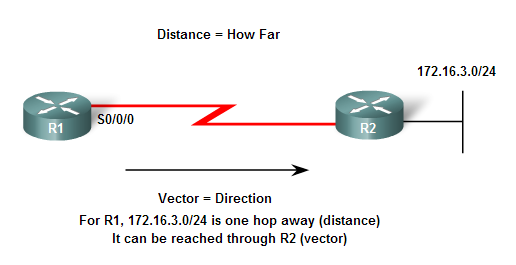 Distance = How Far
172.16.3.0/24
R1
S0/0/0
R2
Vector = Direction
For R1, 172.16.3.0/24 is one hop away (distance)
It can be reached through R2 (vector)